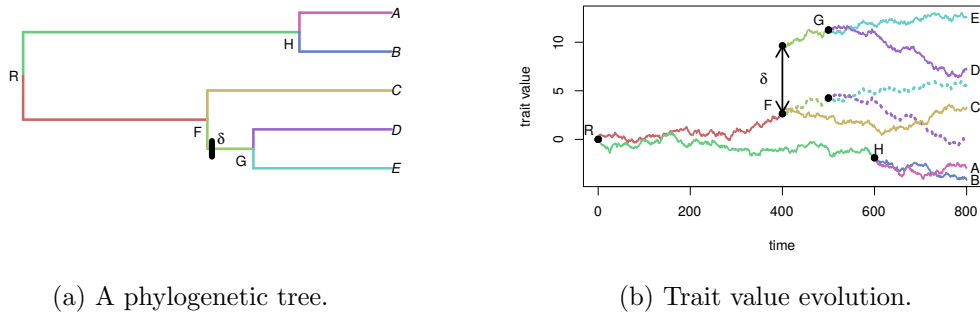 A
H
B
R
C
F
δ
D
G
E
(a) A phylogenetic tree.
trait value
10
5
0
G
E
D
δ
F
C
R
H
A
B
0 200 400 600 800
time
(b) Trait value evolution.